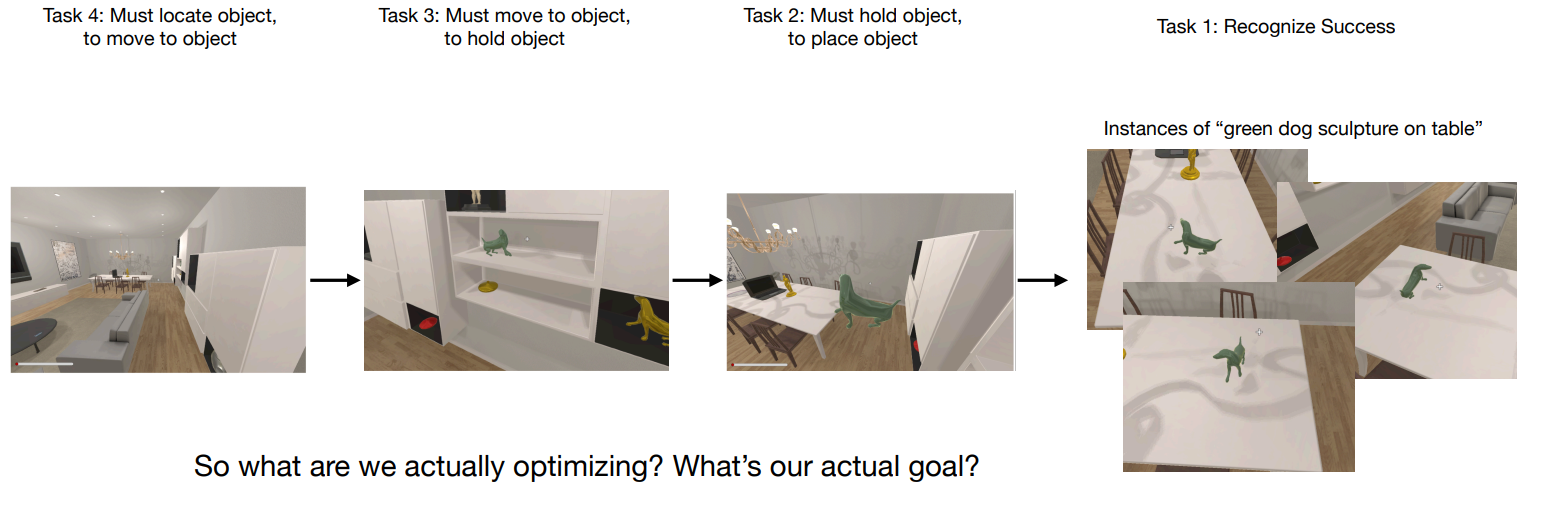 Task 4: Must locate object,
to move to object
Task 3: Must move to object,
to hold object
Task 2: Must hold object,
to place object
Task 1: Recognize Success
Instances of “green dog sculpture on table”
So what are we actually optimizing? What’s our actual goal?